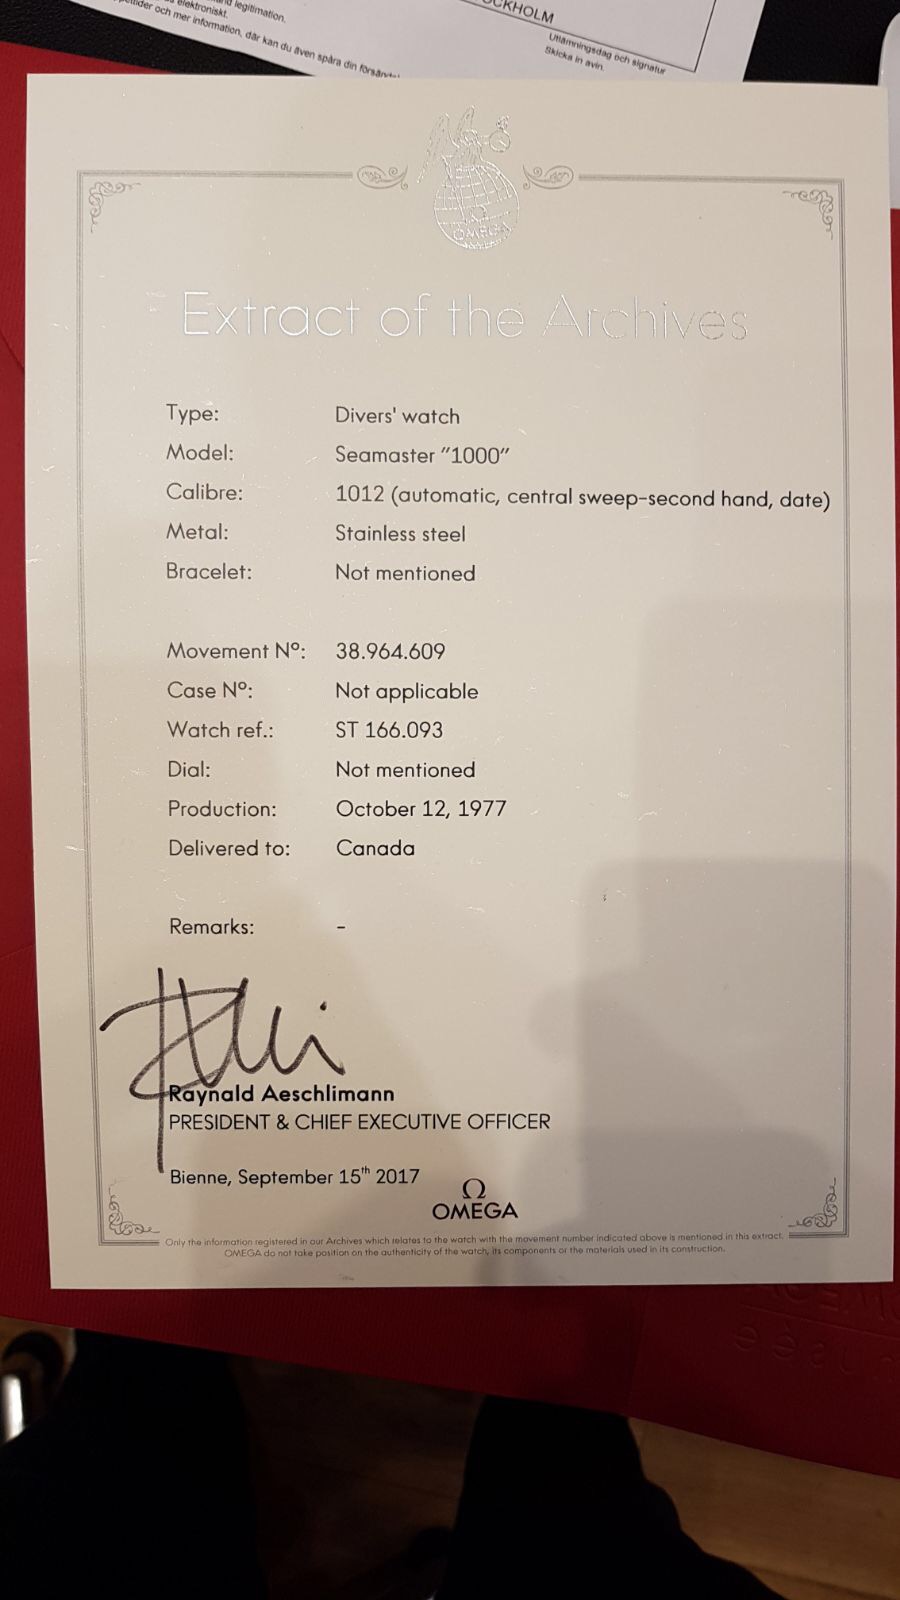 legitimation.
elektroniskt.
och mer information, där kan du även spåra din
STOCKHOLM
Utlämningsdag och signatur
Skicka in avin.
OMEGA
Extract of the Archives
Type: Divers' watch
Model: Seamaster "1000"
Calibre: 1012 (automatic, central sweep-second hand, date)
Metal: Stainless steel
Bracelet: Not mentioned
Movement Nº: 38.964.609
Case Nº: Not applicable
Watch ref.: ST 166.093
Dial: Not mentioned
Production: October 12, 1977
Delivered to: Canada
Remarks: -
Raynald Aeschlimann
PRESIDENT & CHIEF EXECUTIVE OFFICER
Bienne, September 15th 2017
Ω
OMEGA
Only the information registered in our Archives which relates to the watch with the movement number indicated above is mentioned in this extract.
OMEGA do not take position on the authenticity of the watch, its components or the materials used in its construction.